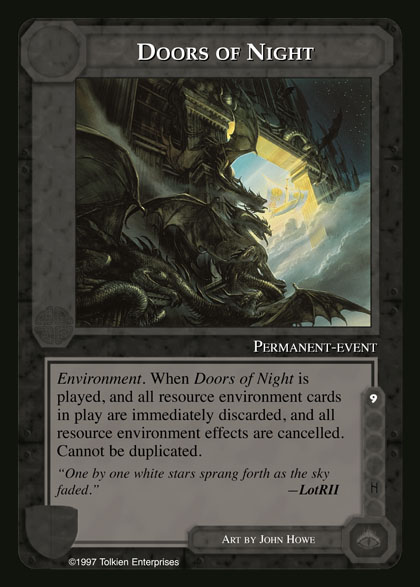 DOORS OF NIGHT
PERMANENT-EVENT
Environment. When Doors of Night is
played, and all resource environment cards
in play are immediately discarded, and all
resource environment effects are cancelled.
Cannot be duplicated.
9
“One by one white stars sprang forth as the sky
faded.” —LotRII
H
ART BY JOHN HOWE
©1997 Tolkien Enterprises